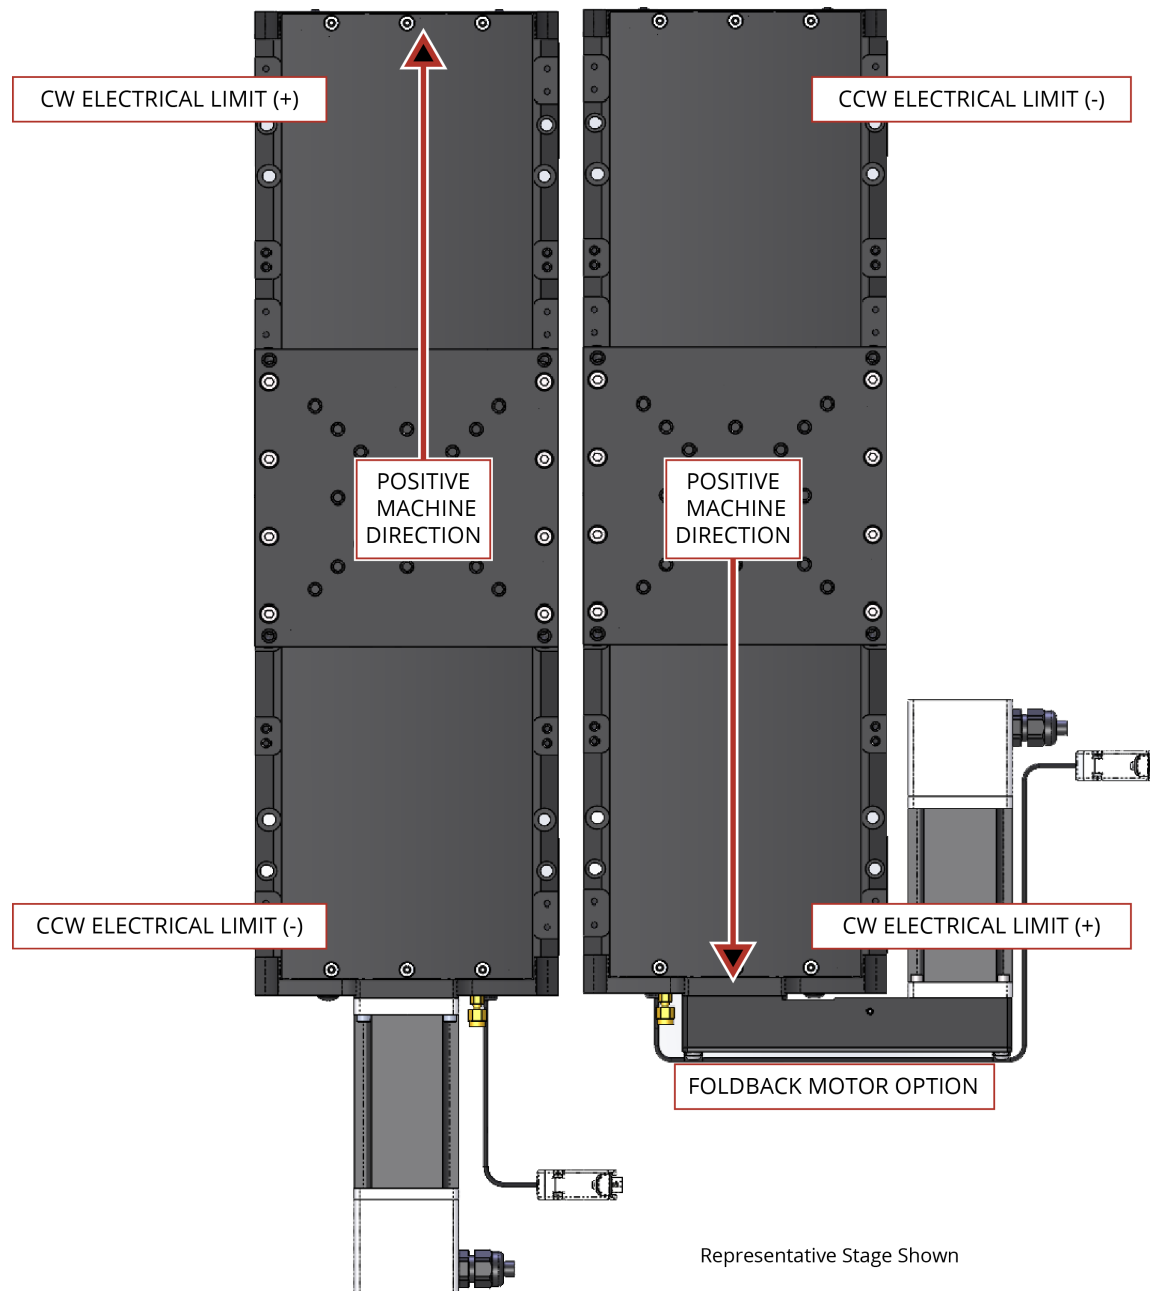 CW ELECTRICAL LIMIT (+)
CCW ELECTRICAL LIMIT (-)
POSITIVE
MACHINE
DIRECTION
POSITIVE
MACHINE
DIRECTION
CCW ELECTRICAL LIMIT (-)
CW ELECTRICAL LIMIT (+)
FOLDBACK MOTOR OPTION
Representative Stage Shown